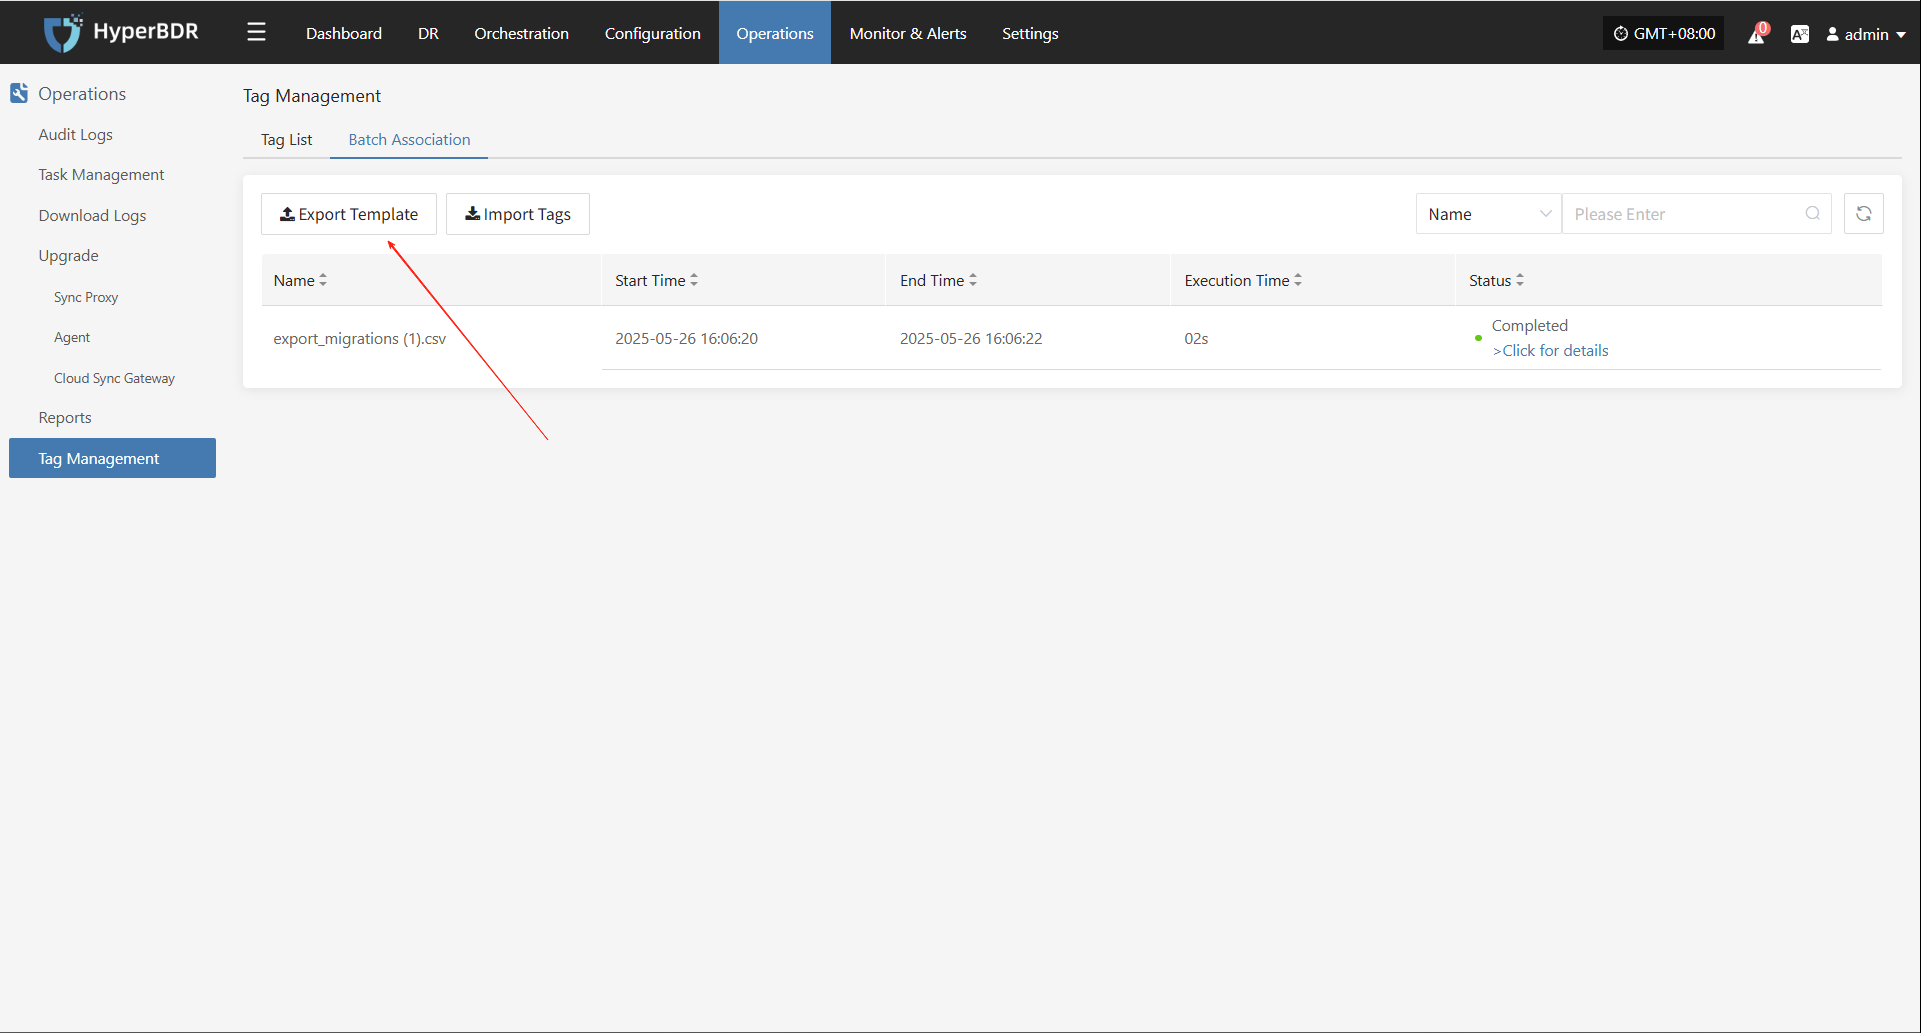 HyperBDR
Dashboard
DR
Orchestration
Configuration
Operations
Monitor & Alerts
Settings
GMT+08:00
0
A
admin
Operations
Audit Logs
Task Management
Download Logs
Upgrade
Sync Proxy
Agent
Cloud Sync Gateway
Reports
Tag Management
Tag Management
Tag List
Batch Association
Export Template
Import Tags
Name
Please Enter
Name
Start Time
End Time
Execution Time
Status
export_migrations (1).csv
2025-05-26 16:06:20
2025-05-26 16:06:22
02s
Completed
>Click for details